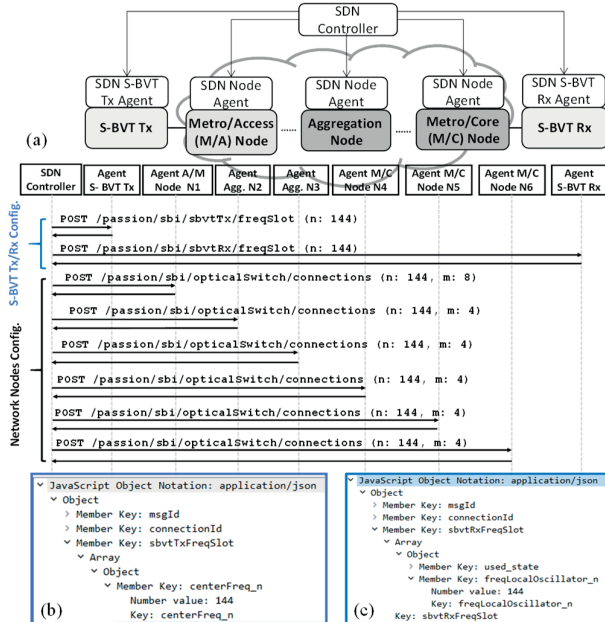 SDN
Controller
SDN S-BVT
Tx Agent
SDN Node
Agent
SDN Node
Agent
SDN Node
Agent
SDN S-BVT
Rx Agent
S-BVT Tx
Metro/Access
(M/A) Node
......
Aggregation
Node
......
Metro/Core
(M/C) Node
S-BVT Rx
(a)
SDN
Controller
Agent
S- BVT Tx
Agent A/M
Node N1
Agent
Agg. N2
Agent
Agg. N3
Agent M/C
Node N4
Agent M/C
Node N5
Agent M/C
Node N6
Agent
S-BVT Rx
S-BVT Tx/Rx Config.
POST /passion/sbi/sbvtTx/freqSlot (n: 144)
POST /passion/sbi/sbvtRx/freqSlot (n: 144)
Network Nodes Config.
POST /passion/sbi/opticalSwitch/connections (n: 144, m: 8)
POST /passion/sbi/opticalSwitch/connections (n: 144, m: 4)
POST /passion/sbi/opticalSwitch/connections (n: 144, m: 4)
POST /passion/sbi/opticalSwitch/connections (n: 144, m: 4)
POST /passion/sbi/opticalSwitch/connections (n: 144, m: 4)
POST /passion/sbi/opticalSwitch/connections (n: 144, m: 4)
JavaScript Object Notation: application/json
Object
Member Key: msgId
Member Key: connectionId
Member Key: sbvtTxFreqSlot
Array
Object
Member Key: centerFreq_n
Number value: 144
Key: centerFreq_n
(b)
JavaScript Object Notation: application/json
Object
Member Key: msgId
Member Key: connectionId
Member Key: sbvtRxFreqSlot
Array
Object
Member Key: used_state
Member Key: freqLocalOscillator_n
Number value: 144
Key: freqLocalOscillator_n
Key: sbvtRxFreqSlot
(c)